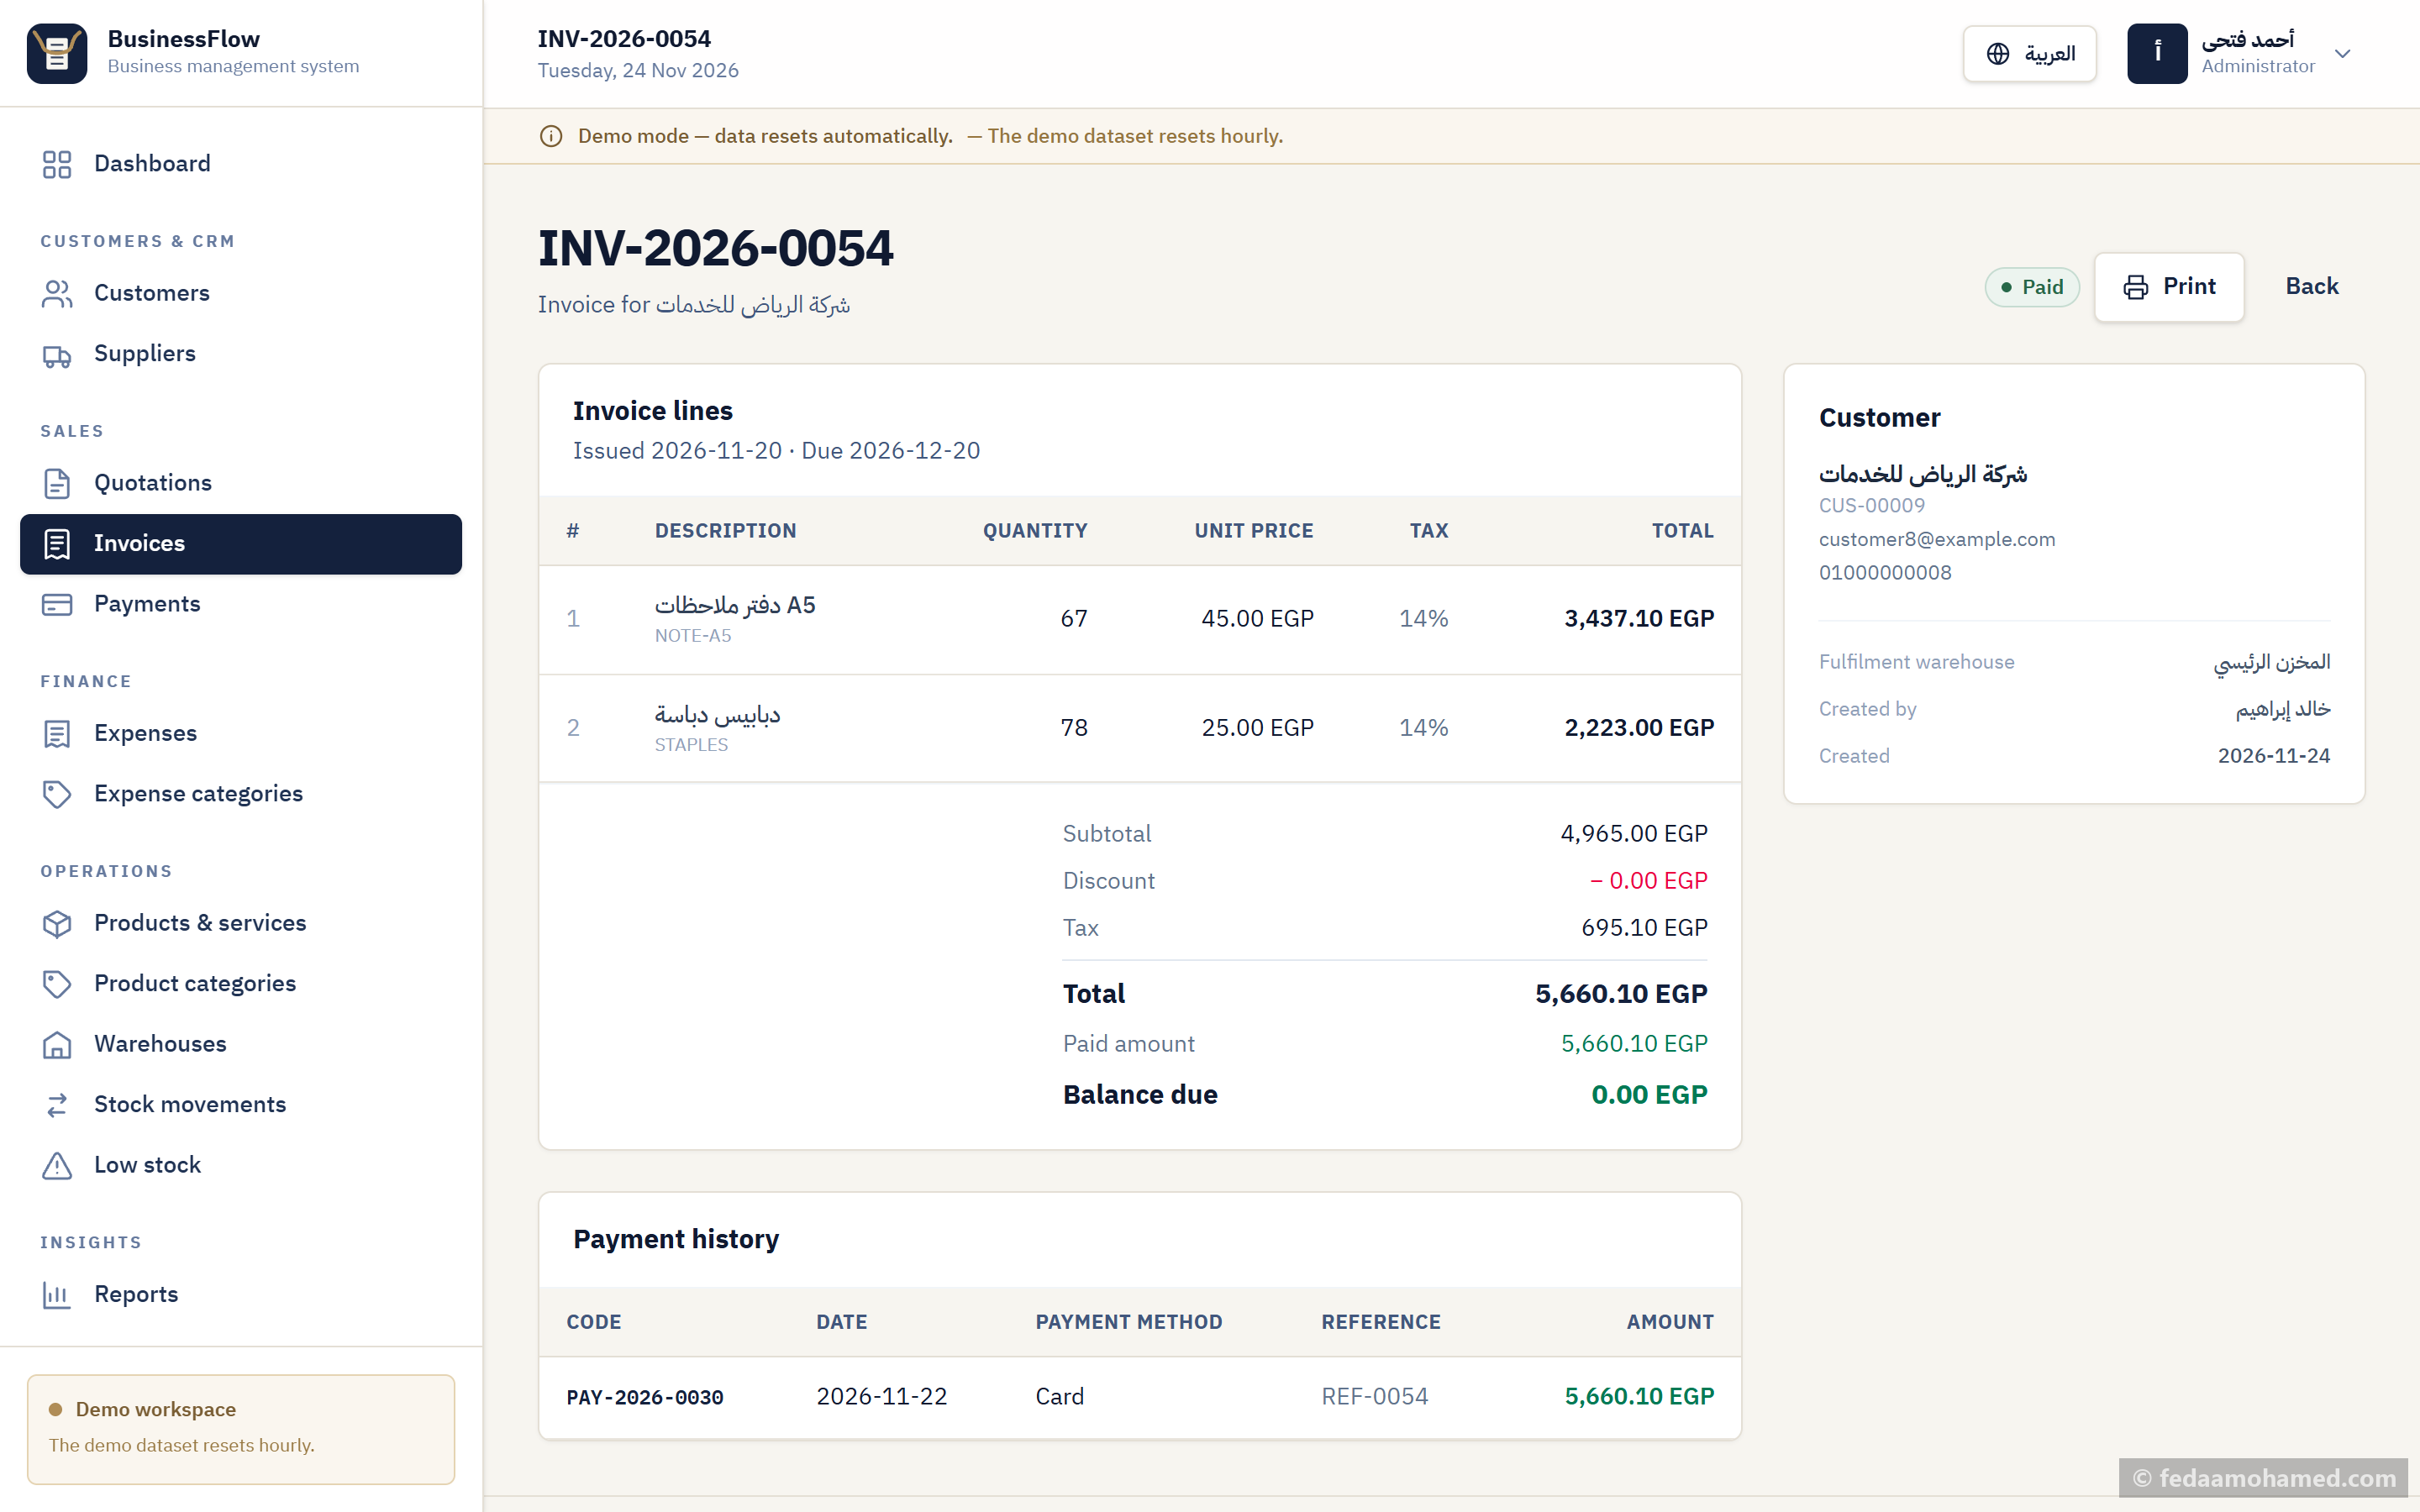 BusinessFlow
Business management system
Dashboard
CUSTOMERS & CRM
Customers
Suppliers
SALES
Quotations
Invoices
Payments
FINANCE
Expenses
Expense categories
OPERATIONS
Products & services
Product categories
Warehouses
Stock movements
Low stock
INSIGHTS
Reports
Demo workspace
The demo dataset resets hourly.
INV-2026-0054
Tuesday, 24 Nov 2026
العربية
أ
أحمد فتحى
Administrator
Demo mode — data resets automatically. — The demo dataset resets hourly.
INV-2026-0054
Invoice for شركة الرياض للخدمات
Paid
Print
Back
Invoice lines
Issued 2026-11-20 · Due 2026-12-20
# DESCRIPTION QUANTITY UNIT PRICE TAX TOTAL
1 دفتر ملاحظات A5 67 45.00 EGP 14% 3,437.10 EGP
NOTE-A5
2 دبابيس دباسة 78 25.00 EGP 14% 2,223.00 EGP
STAPLES
Subtotal 4,965.00 EGP
Discount − 0.00 EGP
Tax 695.10 EGP
Total 5,660.10 EGP
Paid amount 5,660.10 EGP
Balance due 0.00 EGP
Payment history
CODE DATE PAYMENT METHOD REFERENCE AMOUNT
PAY-2026-0030 2026-11-22 Card REF-0054 5,660.10 EGP
Customer
شركة الرياض للخدمات
CUS-00009
customer8@example.com
01000000008
Fulfilment warehouse المخزن الرئيسي
Created by خالد إبراهيم
Created 2026-11-24
© fedaamohamed.com